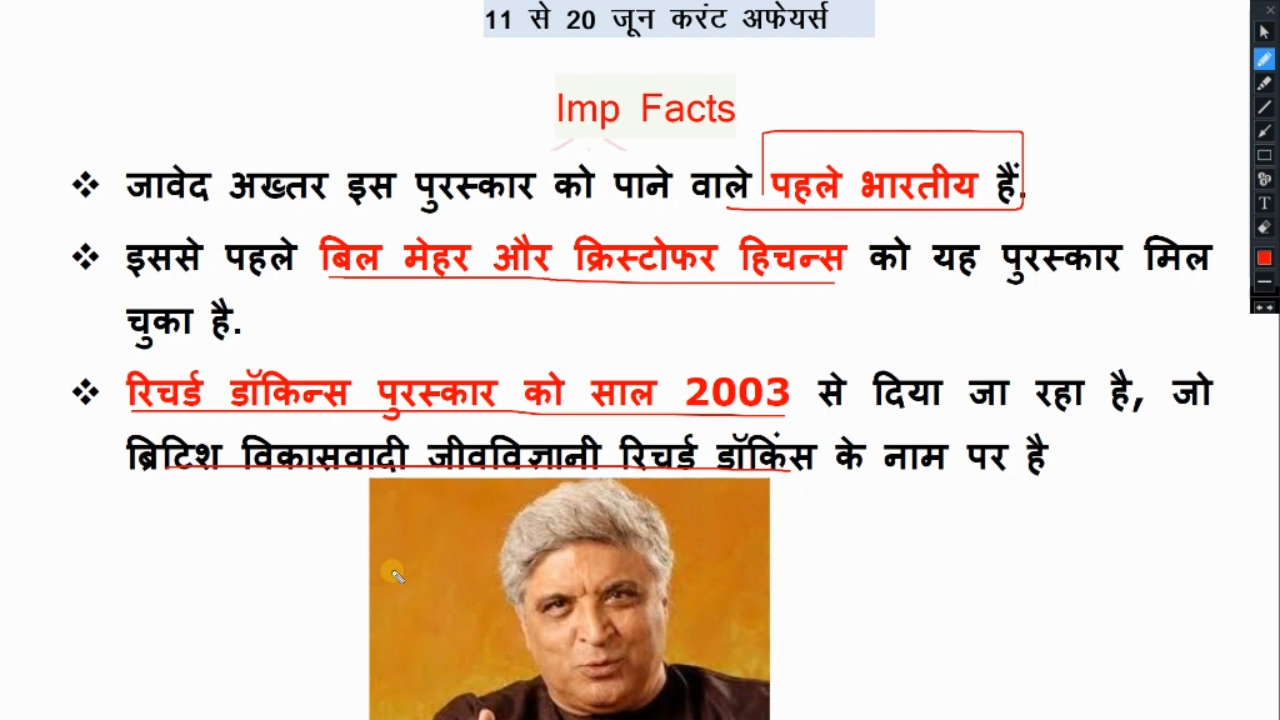 11 से 20 जून करंट अफेयर्स
Imp Facts
❖ जावेद अख्तर इस पुरस्कार को पाने वाले पहले भारतीय हैं.
❖ इससे पहले बिल मेहर और क्रिस्टोफर हिचन्स को यह पुरस्कार मिल
चुका है.
❖ रिचर्ड डॉकिन्स पुरस्कार को साल 2003 से दिया जा रहा है, जो
ब्रिटिश विकासवादी जीवविज्ञानी रिचर्ड डॉकिंस के नाम पर है
T